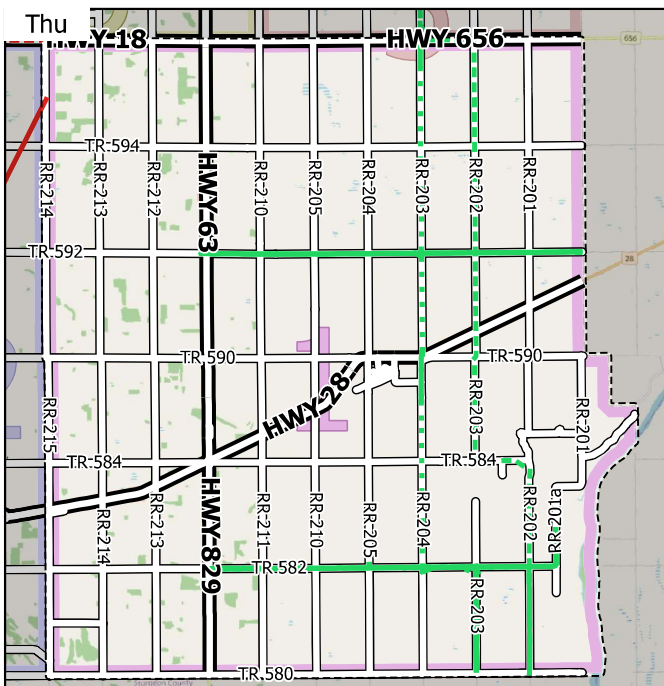 Thu
HWY 18
HWY 656
656
TR 594
RR-214
RR-213
RR-212
HWY-63
RR-210
RR-205
RR-204
RR-203
RR-202
RR-201
TR-592
28
TR-590
TR-590
HWY-28
RR-215
RR-203
RR-201
TR-584
TR-584
RR-214
RR-213
HWY-829
RR-211
RR-210
RR-205
RR-204
RR-202
RR-201a
TR-582
RR-203
TR-580
Sturgeon County